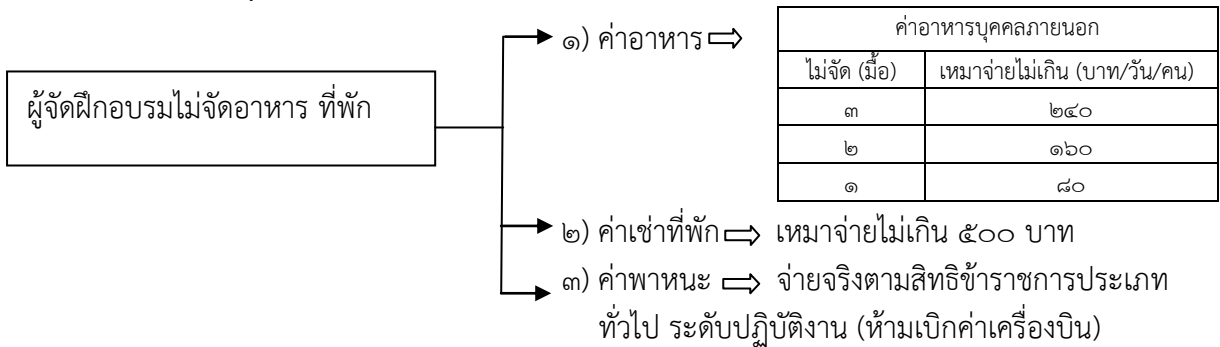 ผู้จัดฝึกอบรมไม่จัดอาหาร ที่พัก
๑) ค่าอาหาร
ค่าอาหารบุคคลภายนอก
ไม่จัด (มื้อ) เหมาจ่ายไม่เกิน (บาท/วัน/คน)
๓ ๒๔๐
๒ ๑๖๐
๑ ๘๐
๒) ค่าเช่าที่พัก เหมาจ่ายไม่เกิน ๕๐๐ บาท
๓) ค่าพาหนะ จ่ายจริงตามสิทธิข้าราชการประเภท
ทั่วไป ระดับปฏิบัติงาน (ห้ามเบิกค่าเครื่องบิน)